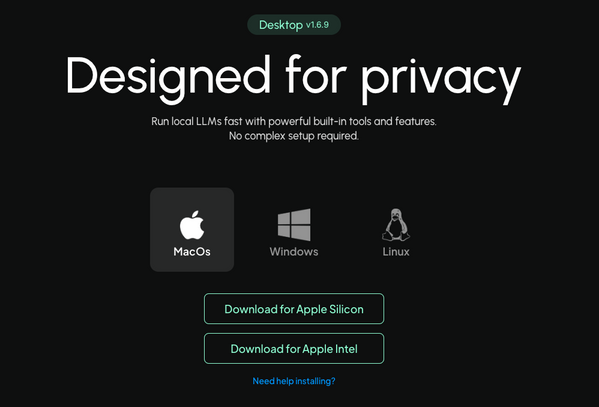 Desktop v1.6.9
Designed for privacy
Run local LLMs fast with powerful built-in tools and features.
No complex setup required.
MacOs
Windows
Linux
Download for Apple Silicon
Download for Apple Intel
Need help installing?